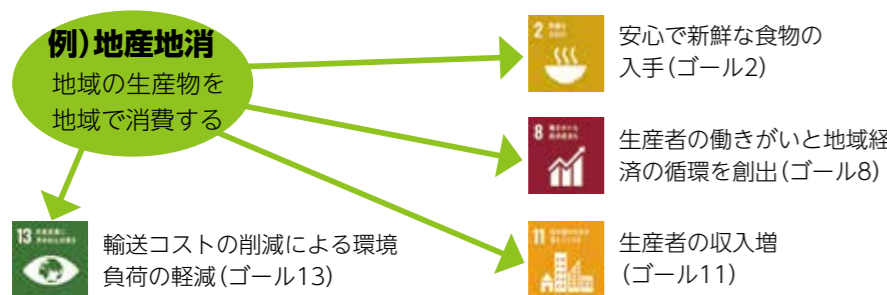 例)地産地消
地域の生産物を
地域で消費する
2
安心で新鮮な食物の
入手(ゴール2)
8
生産者の働きがいと地域経
済の循環を創出(ゴール8)
11
生産者の収入増
(ゴール11)
13
輸送コストの削減による環境
負荷の軽減(ゴール13)